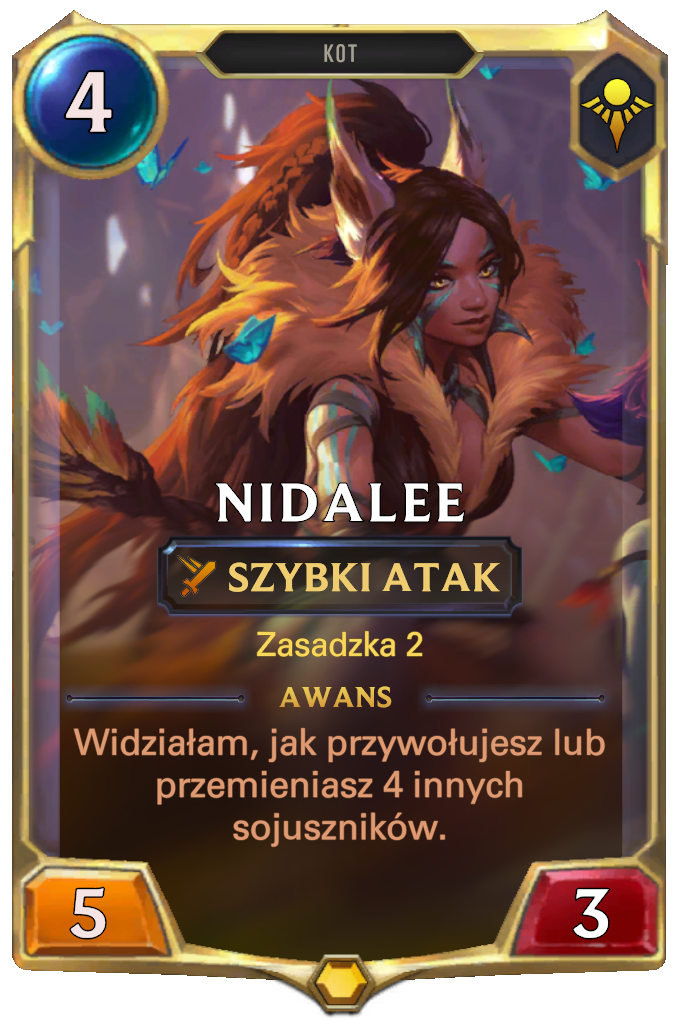 KOT
4
NIDALEE
SZYBKI ATAK
Zasadzka 2
AWANS
Widziałam, jak przywołujesz lub
przemieniasz 4 innych
sojuszników.
5
3